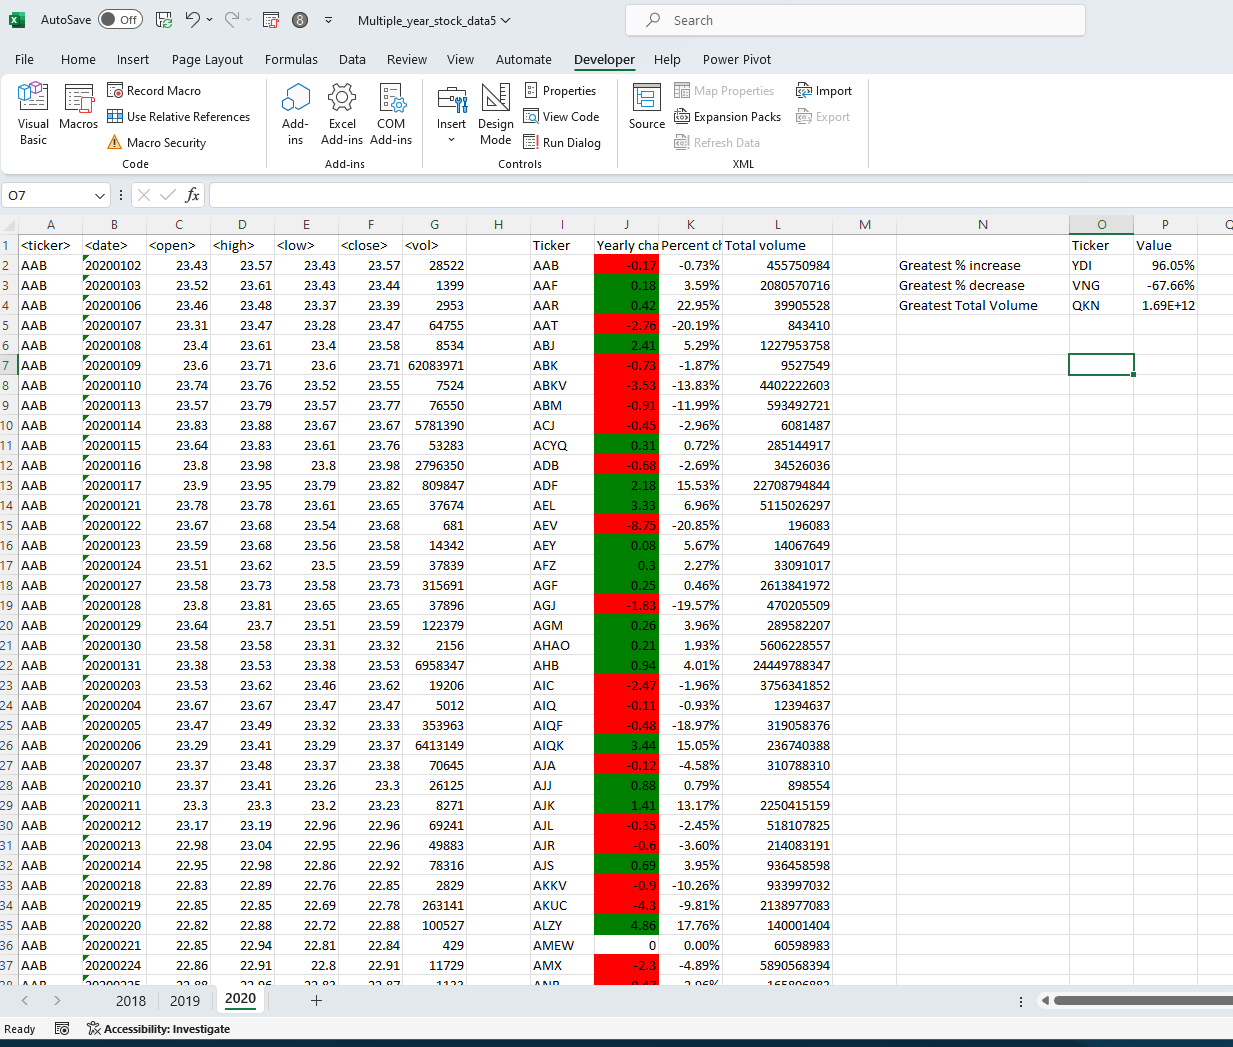 AutoSave Off 8 Multiple_year_stock_data5 Search
File Home Insert Page Layout Formulas Data Review View Automate Developer Help Power Pivot
Visual Basic
Macros
Record Macro
Use Relative References
Macro Security
Code
Add-ins
Excel Add-ins
COM Add-ins
Add-ins
Insert
Design Mode
Properties
View Code
Run Dialog
Controls
Source
Map Properties
Expansion Packs
Refresh Data
Import
Export
XML
O7 fx
A B C D E F G H I J K L M N O P Q
1 <ticker> <date> <open> <high> <low> <close> <vol> Ticker Yearly cha Percent ch Total volume Ticker Value
2 AAB 20200102 23.43 23.57 23.43 23.57 28522 AAB -0.17 -0.73% 455750984 Greatest % increase YDI 96.05%
3 AAB 20200103 23.52 23.61 23.43 23.44 1399 AAF 0.18 3.59% 2080570716 Greatest % decrease VNG -67.66%
4 AAB 20200106 23.46 23.48 23.37 23.39 2953 AAR 0.42 22.95% 39905528 Greatest Total Volume QKN 1.69E+12
5 AAB 20200107 23.31 23.47 23.28 23.47 64755 AAT -2.76 -20.19% 843410
6 AAB 20200108 23.4 23.61 23.4 23.58 8534 ABJ 2.41 5.29% 1227953758
7 AAB 20200109 23.6 23.71 23.6 23.71 62083971 ABK -0.73 -1.87% 9527549
8 AAB 20200110 23.74 23.76 23.52 23.55 7524 ABKV -3.53 -13.83% 4402222603
9 AAB 20200113 23.57 23.79 23.57 23.77 76550 ABM -0.91 -11.99% 593492721
10 AAB 20200114 23.83 23.88 23.67 23.67 5781390 ACJ -0.45 -2.96% 6081487
11 AAB 20200115 23.64 23.83 23.61 23.76 53283 ACYQ 0.31 0.72% 285144917
12 AAB 20200116 23.8 23.98 23.8 23.98 2796350 ADB -0.68 -2.69% 34526036
13 AAB 20200117 23.9 23.95 23.79 23.82 809847 ADF 2.18 15.53% 22708794844
14 AAB 20200121 23.78 23.78 23.61 23.65 37674 AEL 3.33 6.96% 5115026297
15 AAB 20200122 23.67 23.68 23.54 23.68 681 AEV -8.75 -20.85% 196083
16 AAB 20200123 23.59 23.68 23.56 23.58 14342 AEY 0.08 5.67% 14067649
17 AAB 20200124 23.51 23.62 23.5 23.59 37839 AFZ 0.3 2.27% 33091017
18 AAB 20200127 23.58 23.73 23.58 23.73 315691 AGF 0.25 0.46% 2613841972
19 AAB 20200128 23.8 23.81 23.65 23.65 37896 AGJ -1.83 -19.57% 470205509
20 AAB 20200129 23.64 23.7 23.51 23.59 122379 AGM 0.26 3.96% 289582207
21 AAB 20200130 23.58 23.58 23.31 23.32 2156 AHAO 0.21 1.93% 5606228557
22 AAB 20200131 23.38 23.53 23.38 23.53 6958347 AHB 0.94 4.01% 24449788347
23 AAB 20200203 23.53 23.62 23.46 23.62 19206 AIC -2.47 -1.96% 3756341852
24 AAB 20200204 23.67 23.67 23.47 23.47 5012 AIQ -0.11 -0.93% 12394637
25 AAB 20200205 23.47 23.49 23.32 23.33 353963 AIQF -0.48 -18.97% 319058376
26 AAB 20200206 23.29 23.41 23.29 23.37 6413149 AIQK 3.44 15.05% 236740388
27 AAB 20200207 23.37 23.48 23.37 23.38 70645 AJA -0.12 -4.58% 310788310
28 AAB 20200210 23.37 23.41 23.26 23.3 26125 AJJ 0.88 0.79% 898554
29 AAB 20200211 23.3 23.3 23.2 23.23 8271 AJK 1.41 13.17% 2250415159
30 AAB 20200212 23.17 23.19 22.96 22.96 69241 AJL -0.35 -2.45% 518107825
31 AAB 20200213 22.98 23.04 22.95 22.96 49883 AJR -0.6 -3.60% 214083191
32 AAB 20200214 22.95 22.98 22.86 22.92 78316 AJS 0.69 3.95% 936458598
33 AAB 20200218 22.83 22.89 22.76 22.85 2829 AKKV -0.9 -10.26% 933997032
34 AAB 20200219 22.85 22.85 22.69 22.78 263141 AKUC -4.3 -9.81% 2138977083
35 AAB 20200220 22.82 22.88 22.72 22.88 100527 ALZY 4.86 17.76% 140001404
36 AAB 20200221 22.85 22.94 22.81 22.84 429 AMEW 0 0.00% 60598983
37 AAB 20200224 22.86 22.91 22.8 22.91 11729 AMX -2.3 -4.89% 5890568394
2018 2019 2020
Ready Accessibility: Investigate